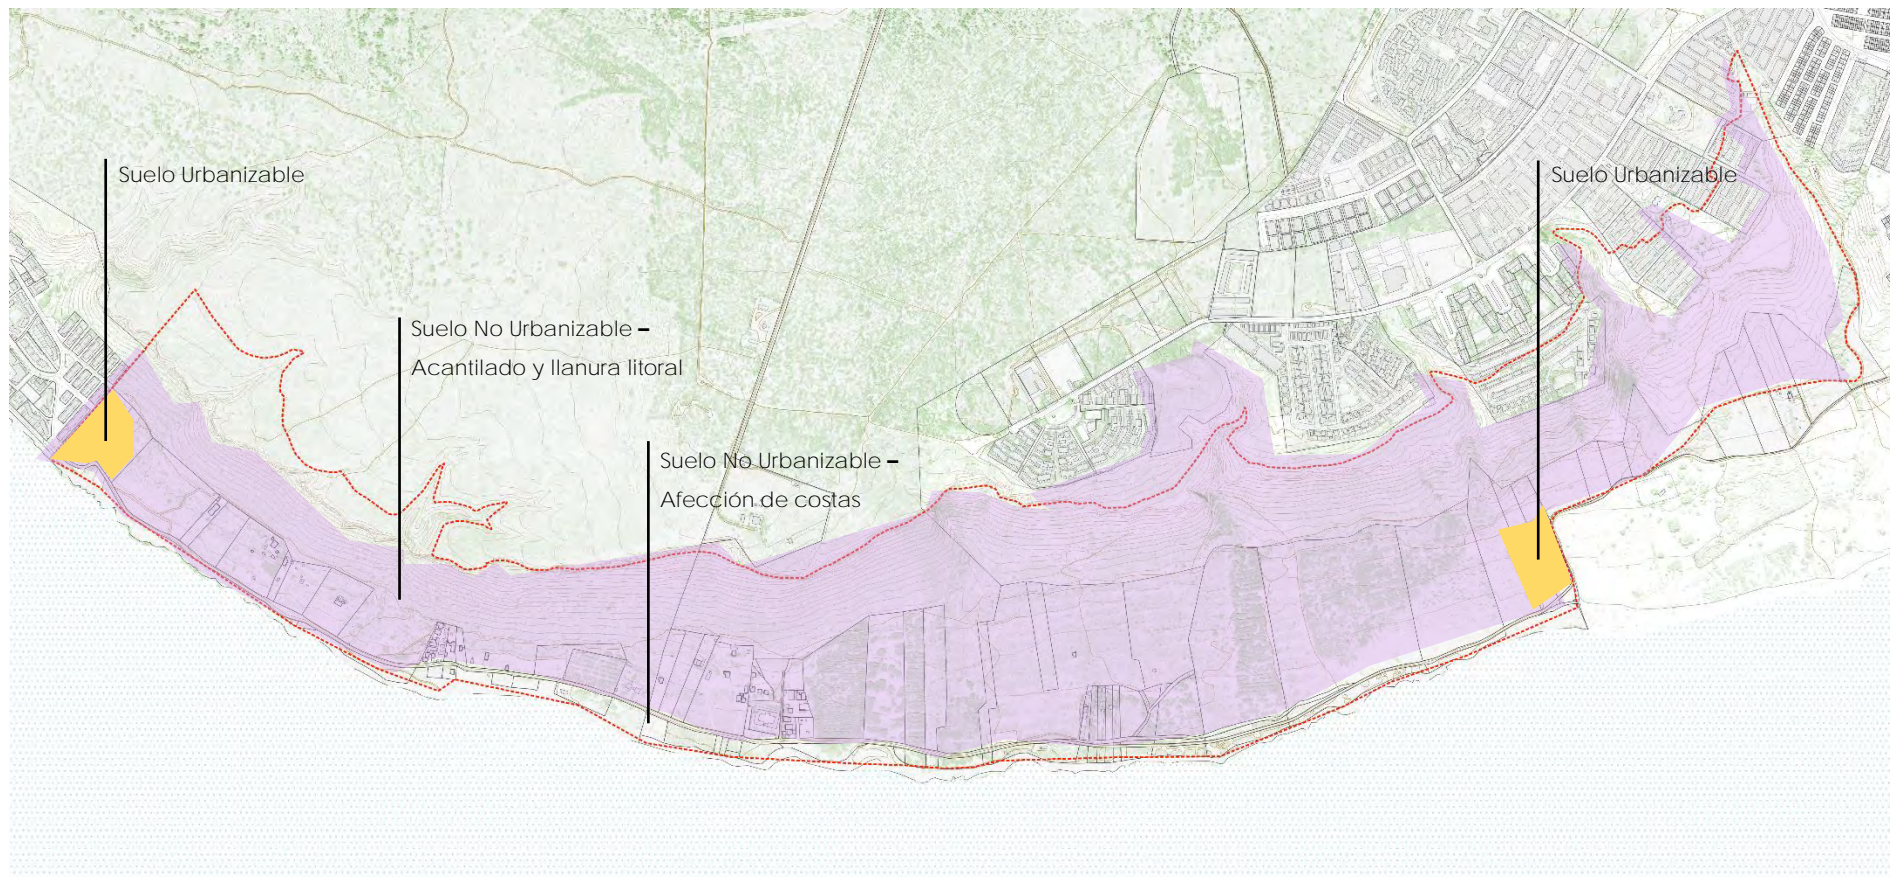 Suelo Urbanizable
Suelo Urbanizable
Suelo No Urbanizable –
Acantilado y llanura litoral
Suelo No Urbanizable –
Afección de costas